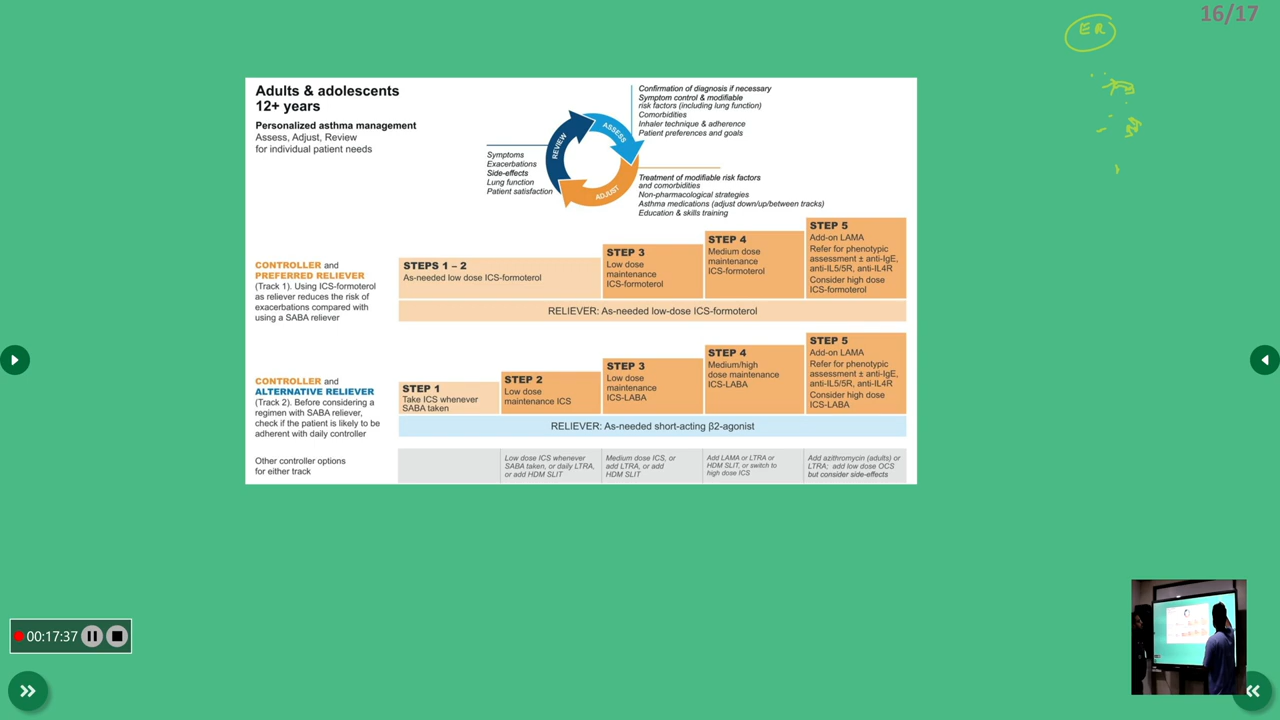 16/17
ER
Adults & adolescents
12+ years
Personalized asthma management
Assess, Adjust, Review
for individual patient needs
REVIEW
ASSESS
ADJUST
Confirmation of diagnosis if necessary
Symptom control & modifiable
risk factors (including lung function)
Comorbidities
Inhaler technique & adherence
Patient preferences and goals
Symptoms
Exacerbations
Side-effects
Lung function
Patient satisfaction
Treatment of modifiable risk factors
and comorbidities
Non-pharmacological strategies
Asthma medications (adjust down/up/between tracks)
Education & skills training
CONTROLLER and
PREFERRED RELIEVER
(Track 1). Using ICS-formoterol
as reliever reduces the risk of
exacerbations compared with
using a SABA reliever
STEPS 1 – 2
As-needed low dose ICS-formoterol
STEP 3
Low dose
maintenance
ICS-formoterol
STEP 4
Medium dose
maintenance
ICS-formoterol
STEP 5
Add-on LAMA
Refer for phenotypic
assessment ± anti-IgE,
anti-IL5/5R, anti-IL4R
Consider high dose
ICS-formoterol
RELIEVER: As-needed low-dose ICS-formoterol
CONTROLLER and
ALTERNATIVE RELIEVER
(Track 2). Before considering a
regimen with SABA reliever,
check if the patient is likely to be
adherent with daily controller
STEP 1
Take ICS whenever
SABA taken
STEP 2
Low dose
maintenance ICS
STEP 3
Low dose
maintenance
ICS-LABA
STEP 4
Medium/high
dose maintenance
ICS-LABA
STEP 5
Add-on LAMA
Refer for phenotypic
assessment ± anti-IgE,
anti-IL5/5R, anti-IL4R
Consider high dose
ICS-LABA
RELIEVER: As-needed short-acting β2-agonist
Other controller options
for either track
Low dose ICS whenever
SABA taken, or daily LTRA,
or add HDM SLIT
Medium dose ICS, or
add LTRA, or add
HDM SLIT
Add LAMA or LTRA or
HDM SLIT, or switch to
high dose ICS
Add azithromycin (adults) or
LTRA; add low dose OCS
but consider side-effects
00:17:37